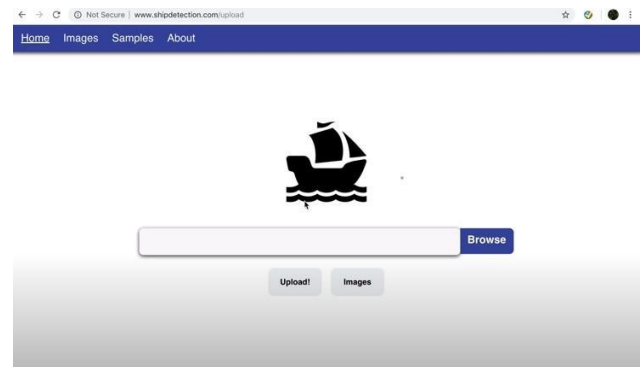 Not Secure | www.shipdetection.com/upload
Home Images Samples About
Browse
Upload! Images